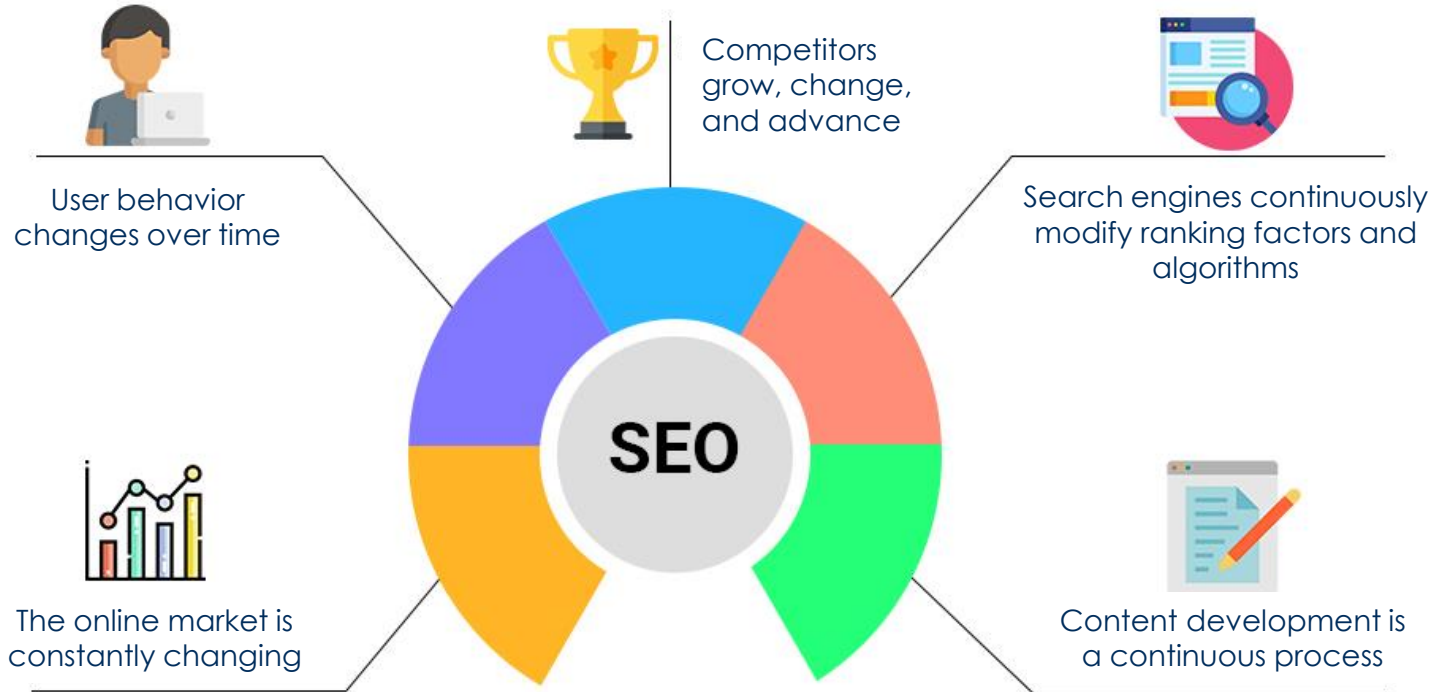 Competitors
grow, change,
and advance
User behavior
changes over time
Search engines continuously
modify ranking factors and
algorithms
SEO
The online market is
constantly changing
Content development is
a continuous process